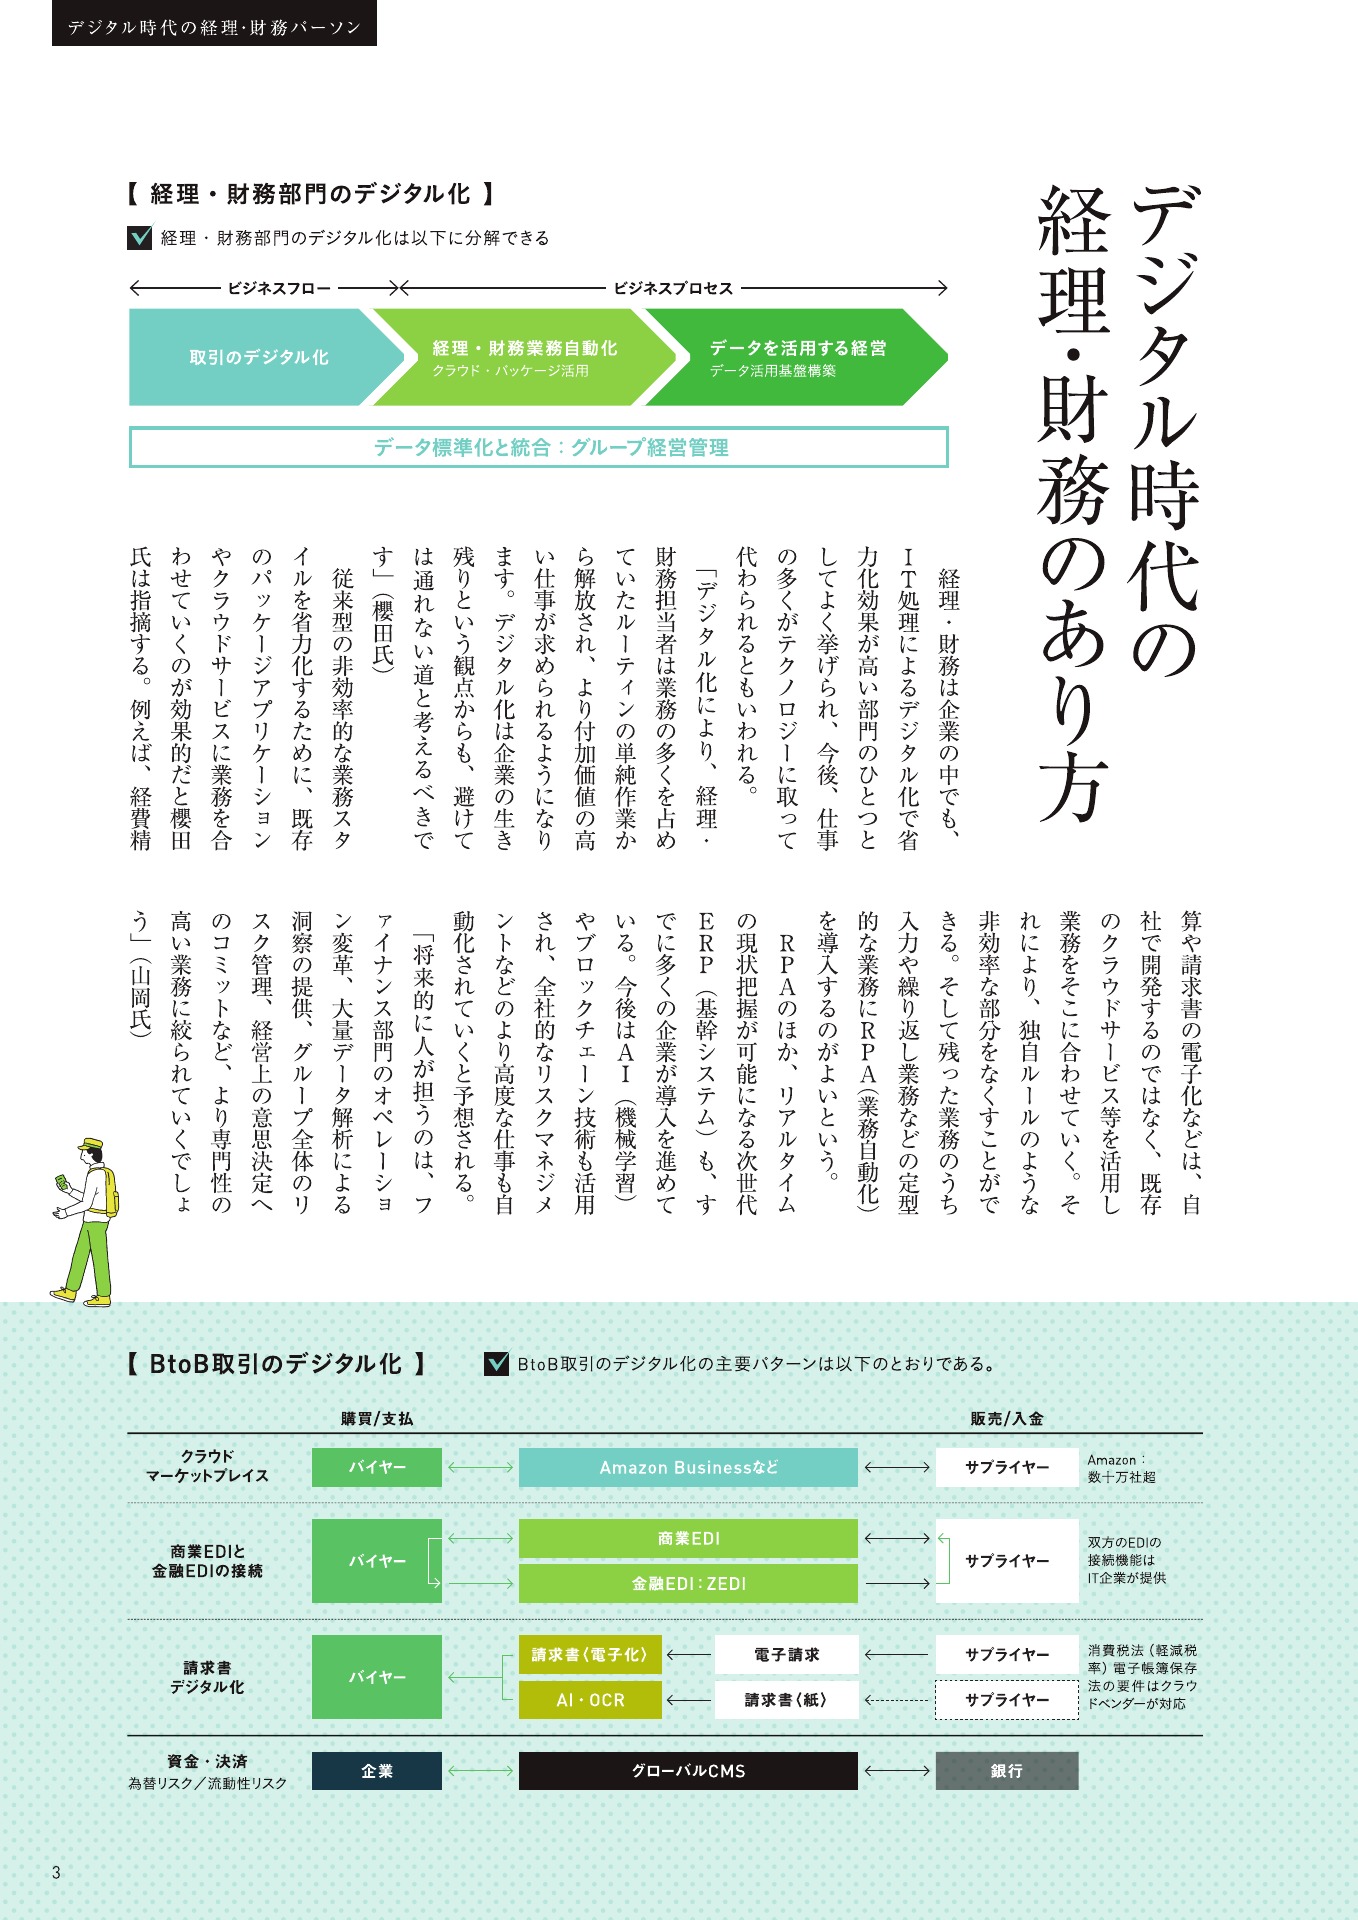 デジタル時代の経理・財務パーソン
デジタル時代の
経理・財務のあり方
【 経理・財務部門のデジタル化 】
経理・財務部門のデジタル化は以下に分解できる
ビジネスフロー
ビジネスプロセス
取引のデジタル化
経理・財務業務自動化
クラウド・パッケージ活用
データを活用する経営
データ活用基盤構築
データ標準化と統合:グループ経営管理
経理・財務は企業の中でも、
IT処理によるデジタル化で省
力化効果が高い部門のひとつと
してよく挙げられ、今後、仕事
の多くがテクノロジーに取って
代わられるともいわれる。
「デジタル化により、経理・
財務担当者は業務の多くを占め
ていたルーティンの単純作業か
ら解放され、より付加価値の高
い仕事が求められるようになり
ます。デジタル化は企業の生き
残りという観点からも、避けて
は通れない道と考えるべきで
す」(櫻田氏)
従来型の非効率的な業務スタ
イルを省力化するために、既存
のパッケージアプリケーション
やクラウドサービスに業務を合
わせていくのが効果的だと櫻田
氏は指摘する。例えば、経費精
算や請求書の電子化などは、自
社で開発するのではなく、既存
のクラウドサービス等を活用し
業務をそこに合わせていく。そ
れにより、独自ルールのような
非効率な部分をなくすことがで
きる。そして残った業務のうち
入力や繰り返し業務などの定型
的な業務にRPA(業務自動化)
を導入するのがよいという。
RPAのほか、リアルタイム
の現状把握が可能になる次世代
ERP(基幹システム)も、す
でに多くの企業が導入を進めて
いる。今後はAI(機械学習)
やブロックチェーン技術も活用
され、全社的なリスクマネジメ
ントなどのより高度な仕事も自
動化されていくと予想される。
「将来的に人が担うのは、フ
ァイナンス部門のオペレーショ
ン変革、大量データ解析による
洞察の提供、グループ全体のリ
スク管理、経営上の意思決定へ
のコミットなど、より専門性の
高い業務に絞られていくでしょ
う」(山岡氏)
【 BtoB取引のデジタル化 】
BtoB取引のデジタル化の主要パターンは以下のとおりである。
購買/支払
販売/入金
クラウド
マーケットプレイス
バイヤー
Amazon Businessなど
サプライヤー
Amazon:
数十万社超
商業EDIと
金融EDIの接続
バイヤー
商業EDI
金融EDI:ZEDI
サプライヤー
双方のEDIの
接続機能は
IT企業が提供
請求書
デジタル化
バイヤー
請求書〈電子化〉
電子請求
サプライヤー
AI・OCR
請求書〈紙〉
サプライヤー
消費税法(軽減税
率)電子帳簿保存
法の要件はクラウ
ドベンダーが対応
資金・決済
為替リスク/流動性リスク
企業
グローバルCMS
銀行
3